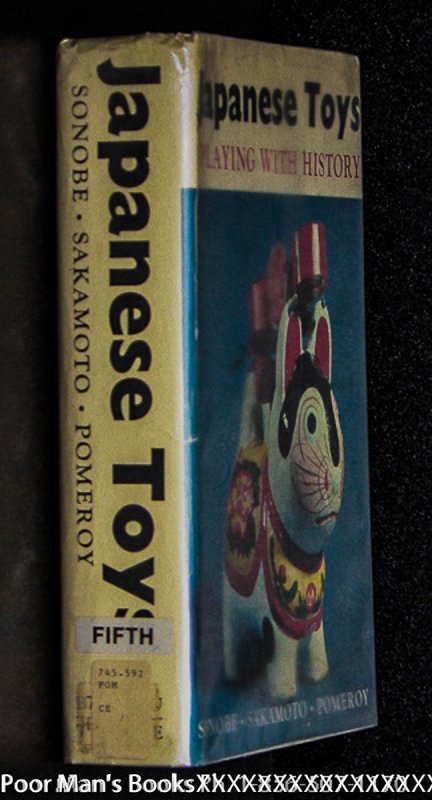 Japanese Toys
SONOBE · SAKAMOTO · POMEROY
FIFTH
745.592
POM
CE
Japanese Toys
PLAYING WITH HISTORY
SONOBE · SAKAMOTO · POMEROY
Poor Man's Books